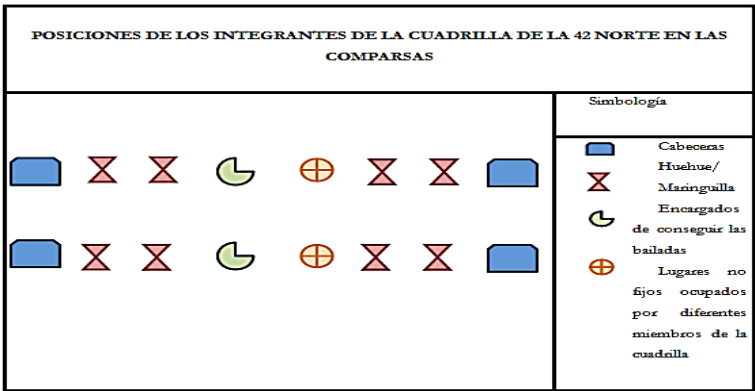 POSICIONES DE LOS INTEGRANTES DE LA CUADRILLA DE LA 42 NORTE EN LAS
COMPARSAS
Simbología
Cabeceras
Huehue/
Maringuilla
Encargados
de conseguir las
bailadas
Lugares no
fijos ocupados
por diferentes
miembros de la
cuadrilla